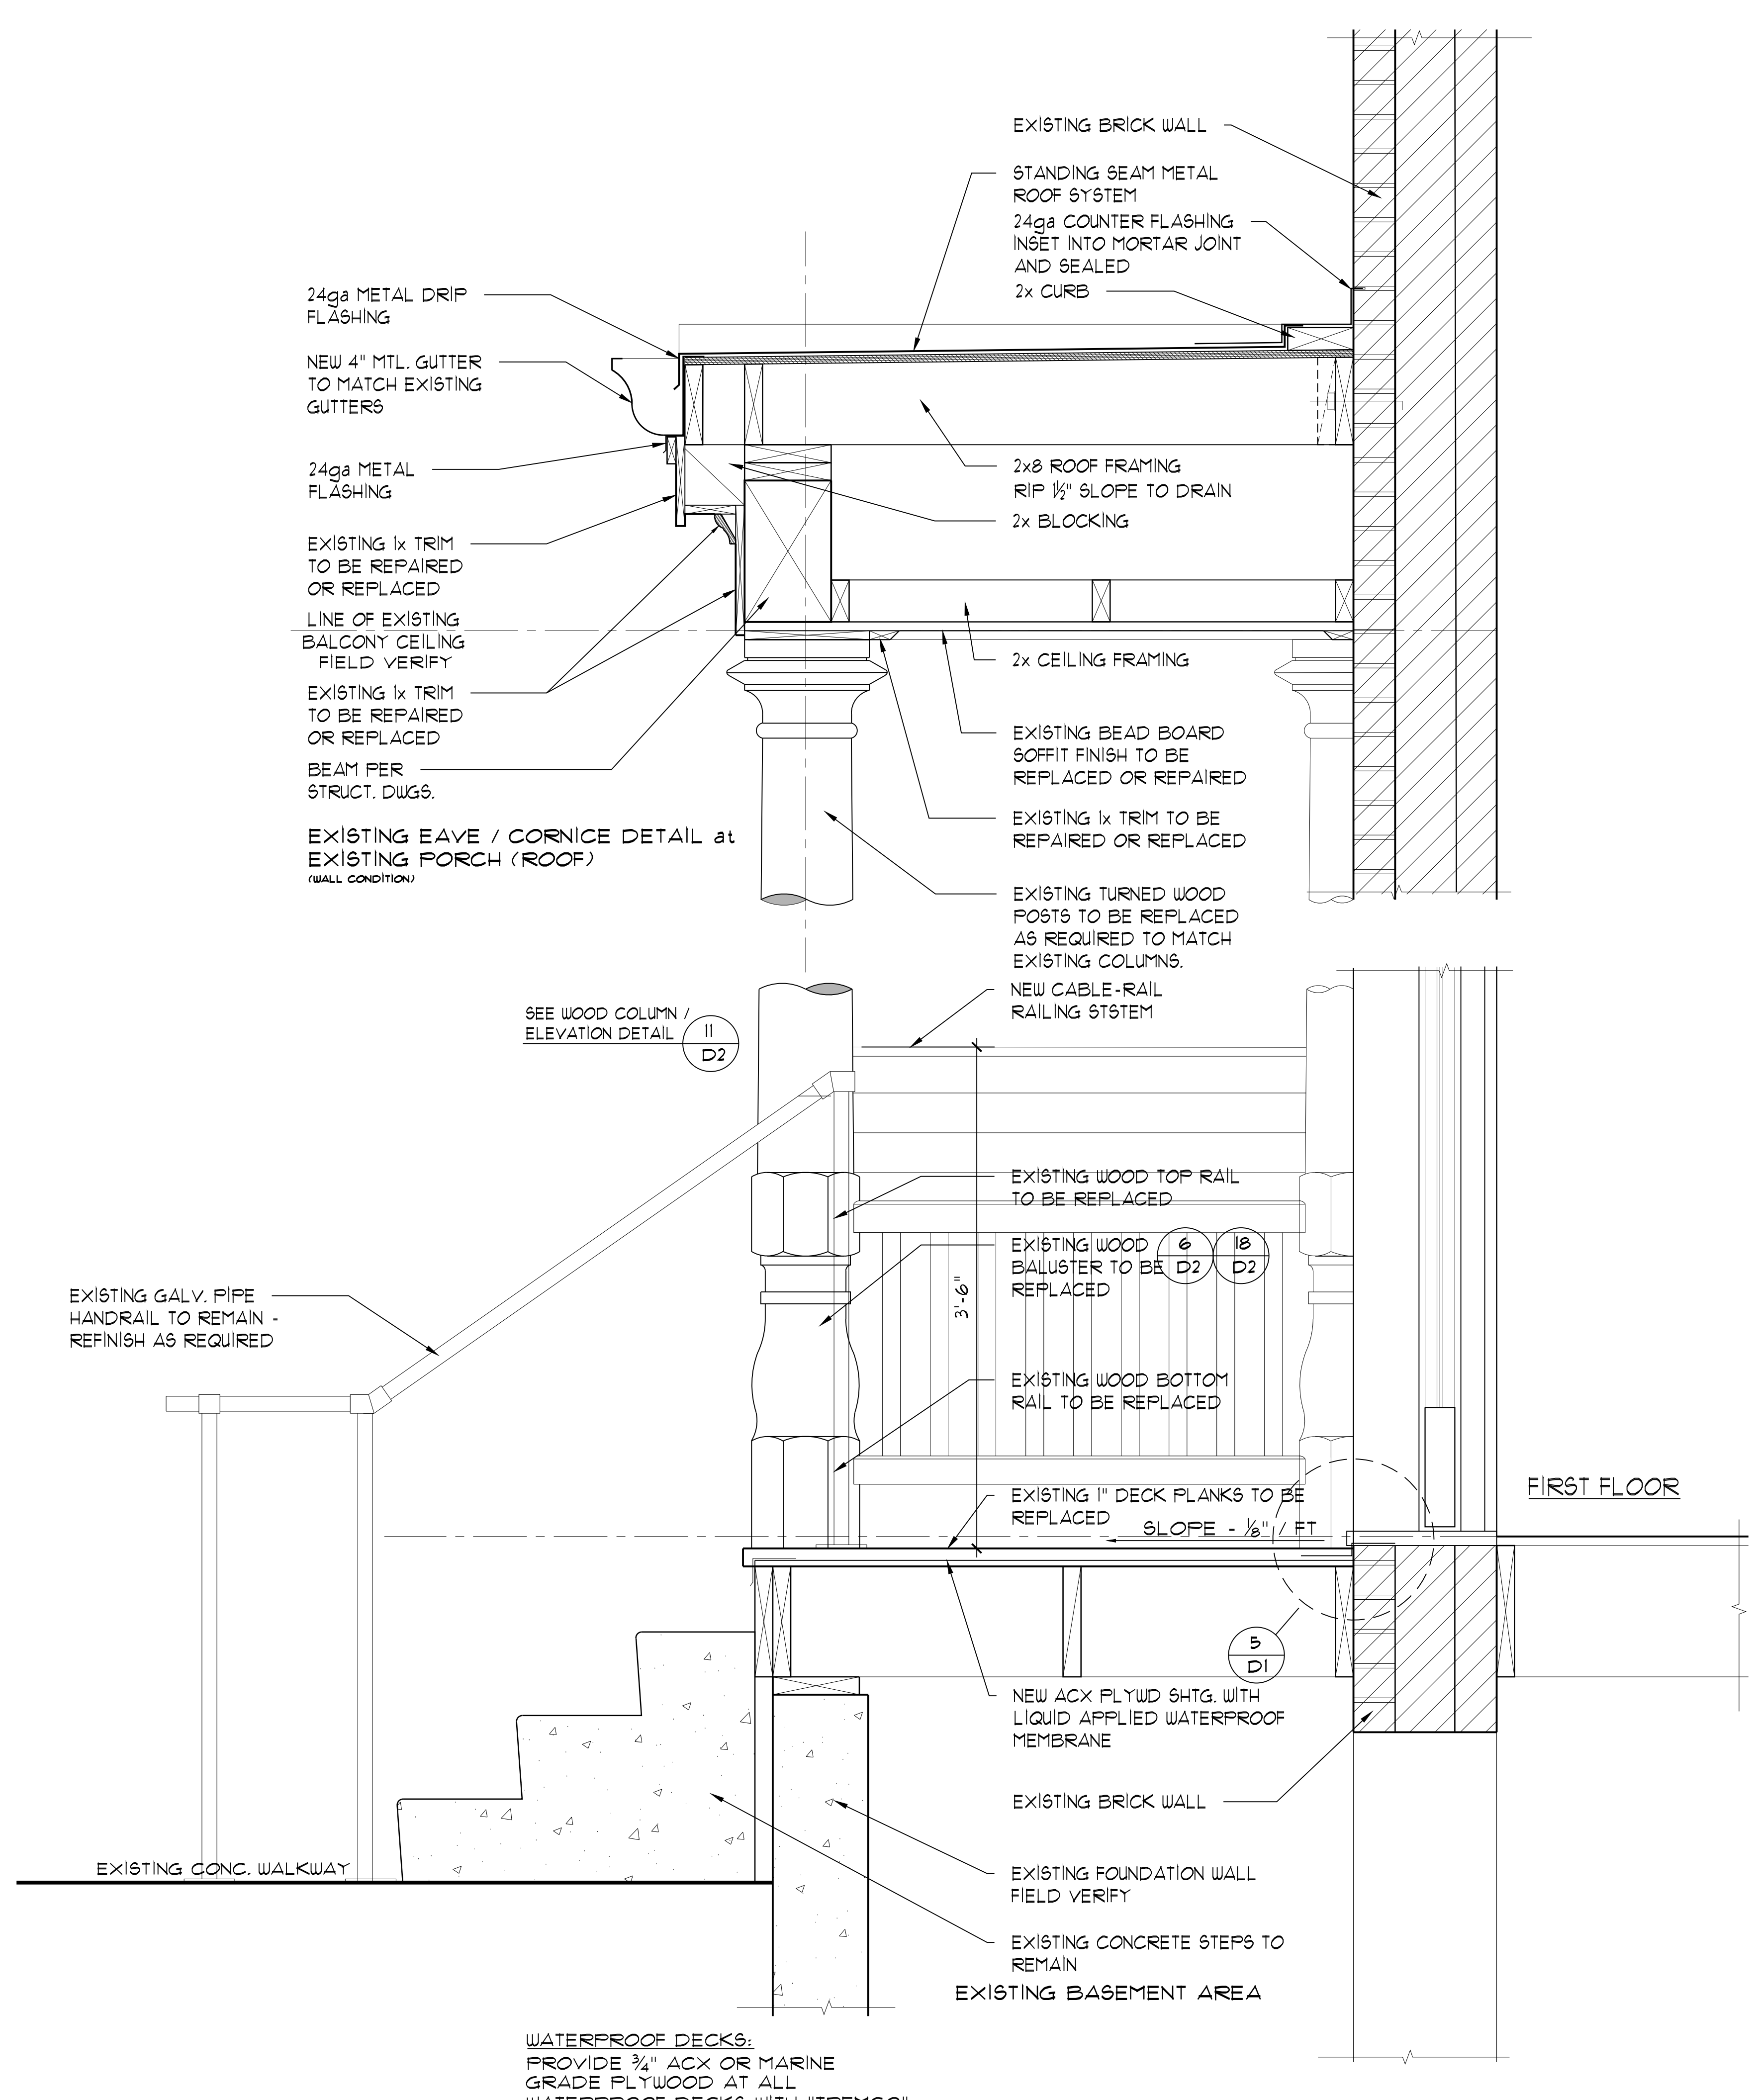 EXISTING BRICK WALL
STANDING SEAM METAL
ROOF SYSTEM
24ga COUNTER FLASHING
INSET INTO MORTAR JOINT
AND SEALED
2x CURB
24ga METAL DRIP
FLASHING
NEW 4" MTL. GUTTER
TO MATCH EXISTING
GUTTERS
24ga METAL
FLASHING
EXISTING 1x TRIM
TO BE REPAIRED
OR REPLACED
LINE OF EXISTING
BALCONY CEILING
FIELD VERIFY
EXISTING 1x TRIM
TO BE REPAIRED
OR REPLACED
BEAM PER
STRUCT. DWGS.
2x8 ROOF FRAMING
RIP 1½" SLOPE TO DRAIN
2x BLOCKING
2x CEILING FRAMING
EXISTING BEAD BOARD
SOFFIT FINISH TO BE
REPLACED OR REPAIRED
EXISTING 1x TRIM TO BE
REPAIRED OR REPLACED
EXISTING EAVE / CORNICE DETAIL at
EXISTING PORCH (ROOF)
(WALL CONDITION)
EXISTING TURNED WOOD
POSTS TO BE REPLACED
AS REQUIRED TO MATCH
EXISTING COLUMNS.
NEW CABLE-RAIL
RAILING STSTEM
SEE WOOD COLUMN /
ELEVATION DETAIL
11
D2
EXISTING WOOD TOP RAIL
TO BE REPLACED
EXISTING WOOD
BALUSTER TO BE
REPLACED
6
D2
18
D2
3'-6"
EXISTING GALV. PIPE
HANDRAIL TO REMAIN -
REFINISH AS REQUIRED
EXISTING WOOD BOTTOM
RAIL TO BE REPLACED
EXISTING 1" DECK PLANKS TO BE
REPLACED
SLOPE - ⅛" / FT
FIRST FLOOR
5
D1
NEW ACX PLYWD SHTG. WITH
LIQUID APPLIED WATERPROOF
MEMBRANE
EXISTING BRICK WALL
EXISTING CONC. WALKWAY
EXISTING FOUNDATION WALL
FIELD VERIFY
EXISTING CONCRETE STEPS TO
REMAIN
EXISTING BASEMENT AREA
WATERPROOF DECKS:
PROVIDE ¾" ACX OR MARINE
GRADE PLYWOOD AT ALL
WATERPROOF DECKS WITH "TREMCO"